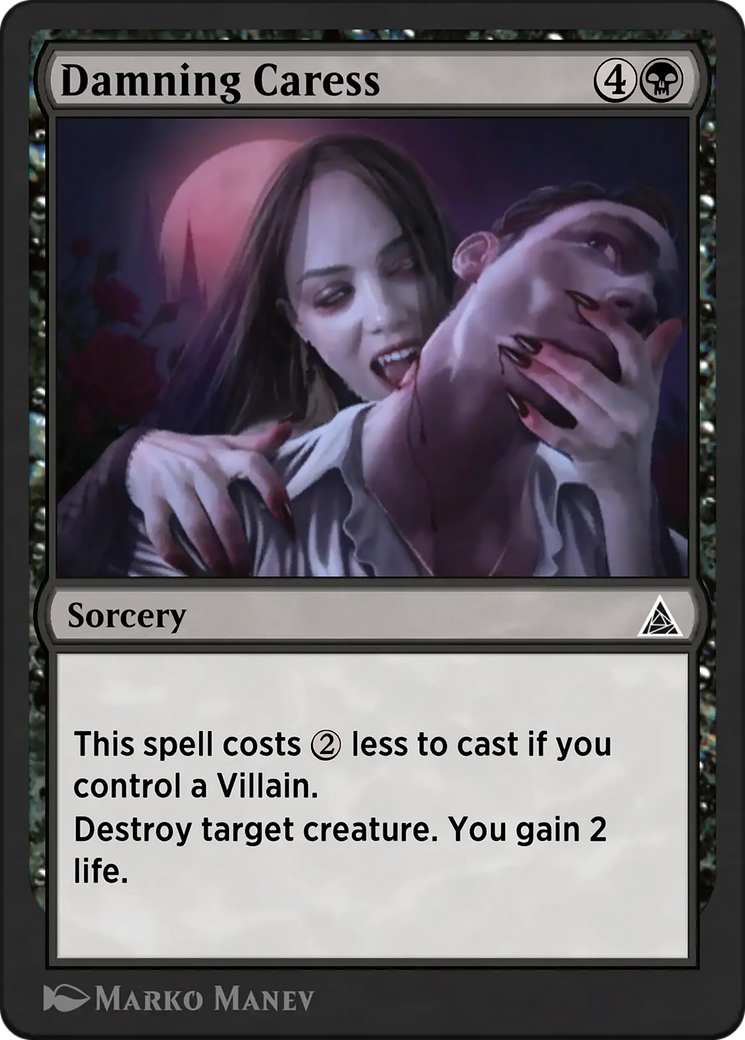 Damning Caress 4
Sorcery
This spell costs 2 less to cast if you
control a Villain.
Destroy target creature. You gain 2
life.
Marko Manev